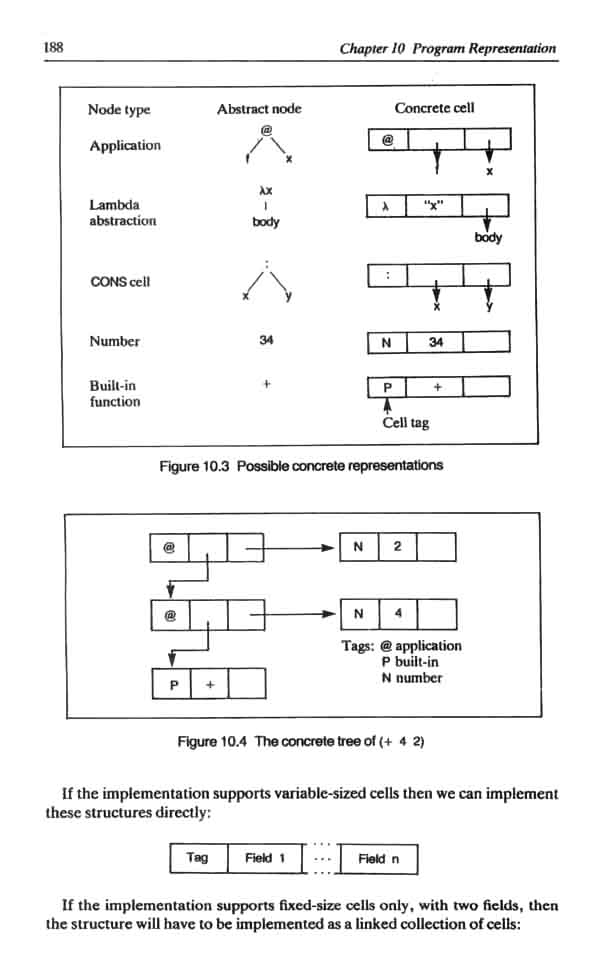 188
Chapter 10 Program Representation
Node type Abstract node Concrete cell
Application @ f x @ f x
Lambda abstraction λx body λ "x" body
CONS cell : x y : x y
Number 34 N 34
Built-in function + P +
Cell tag
Figure 10.3 Possible concrete representations
@ N 2
@ N 4
Tags: @ application
P built-in
P + N number
Figure 10.4 The concrete tree of (+ 4 2)
If the implementation supports variable-sized cells then we can implement
these structures directly:
Tag Field 1 ... Field n
If the implementation supports fixed-size cells only, with two fields, then
the structure will have to be implemented as a linked collection of cells: